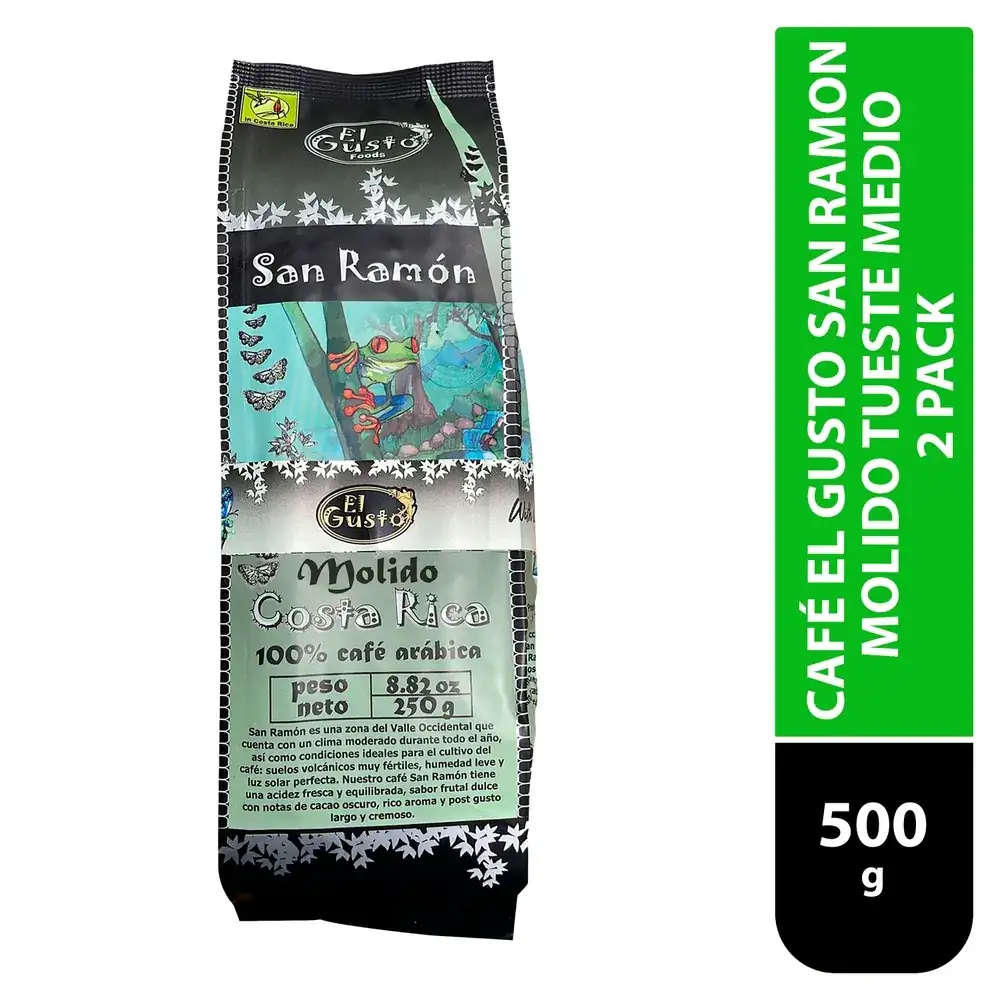 in Costa Rica
El
Gusto
Foods
San Ramón
El
Gusto
Molido
Costa Rica
100% café arábica
peso neto
8.82 oz
250 g
San Ramón es una zona del Valle Occidental que
cuenta con un clima moderado durante todo el año,
así como condiciones ideales para el cultivo del
café: suelos volcánicos muy fértiles, humedad leve y
luz solar perfecta. Nuestro café San Ramón tiene
una acidez fresca y equilibrada, sabor frutal dulce
con notas de cacao oscuro, rico aroma y post gusto
largo y cremoso.
CAFÉ EL GUSTO SAN RAMON
MOLIDO TUESTE MEDIO
2 PACK
500
g